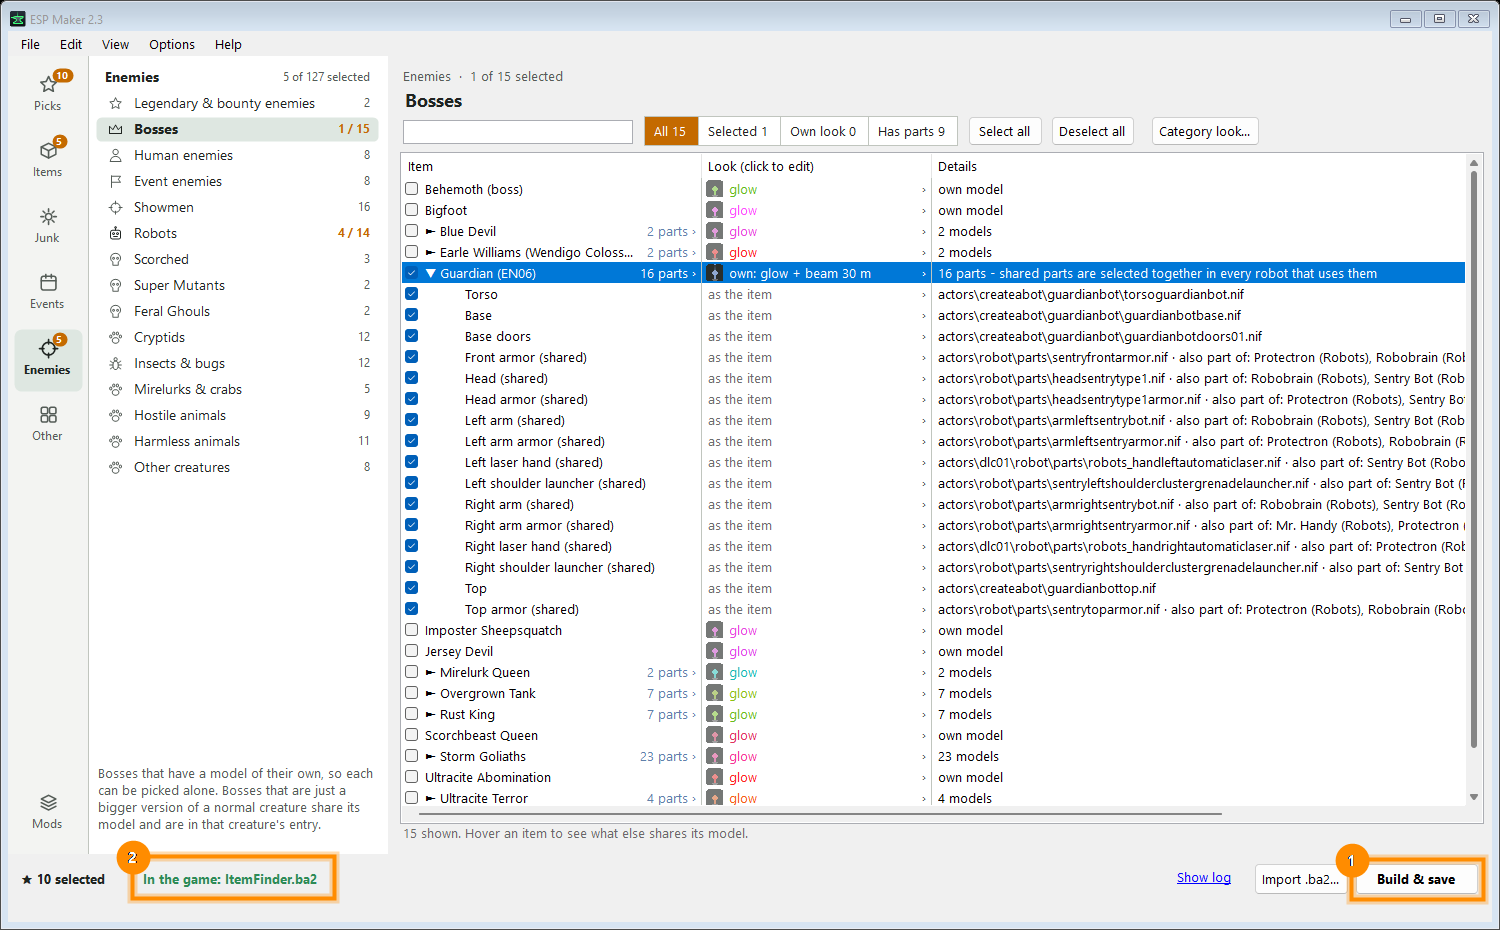 ESP Maker 2.3
File Edit View Options Help
10
Picks
5
Items
Junk
Events
5
Enemies
Other
Mods
Enemies 5 of 127 selected
Legendary & bounty enemies 2
Bosses 1 / 15
Human enemies 8
Event enemies 8
Showmen 16
Robots 4 / 14
Scorched 3
Super Mutants 2
Feral Ghouls 2
Cryptids 12
Insects & bugs 12
Mirelurks & crabs 5
Hostile animals 9
Harmless animals 11
Other creatures 8
Bosses that have a model of their own, so each
can be picked alone. Bosses that are just a
bigger version of a normal creature share its
model and are in that creature's entry.
Enemies · 1 of 15 selected
Bosses
All 15 Selected 1 Own look 0 Has parts 9 Select all Deselect all Category look...
Item Look (click to edit) Details
Behemoth (boss) glow › own model
Bigfoot glow › own model
Blue Devil 2 parts › glow › 2 models
Earle Williams (Wendigo Coloss... 2 parts › glow › 2 models
Guardian (EN06) 16 parts › own: glow + beam 30 m 16 parts - shared parts are selected together in every robot that uses them
Torso as the item › actors\createabot\guardianbot\torsoguardianbot.nif
Base as the item › actors\createabot\guardianbot\guardianbotbase.nif
Base doors as the item › actors\createabot\guardianbot\guardianbotdoors01.nif
Front armor (shared) as the item › actors\robot\parts\sentryfrontarmor.nif · also part of: Protectron (Robots), Robobrain (Rob
Head (shared) as the item › actors\robot\parts\headsentrytype1.nif · also part of: Robobrain (Robots), Sentry Bot (Rob
Head armor (shared) as the item › actors\robot\parts\headsentrytype1armor.nif · also part of: Protectron (Robots), Sentry Bo
Left arm (shared) as the item › actors\robot\parts\armleftsentrybot.nif · also part of: Robobrain (Robots), Sentry Bot (Rob
Left arm armor (shared) as the item › actors\robot\parts\armleftsentryarmor.nif · also part of: Protectron (Robots), Robobrain (R
Left laser hand (shared) as the item › actors\dlc01\robot\parts\robots_handleftautomaticlaser.nif · also part of: Sentry Bot (Robo
Left shoulder launcher (shared) as the item › actors\robot\parts\sentryleftshoulderclustergrenadelauncher.nif · also part of: Sentry Bot (F
Right arm (shared) as the item › actors\robot\parts\armrightsentrybot.nif · also part of: Robobrain (Robots), Sentry Bot (Ro
Right arm armor (shared) as the item › actors\robot\parts\armrightsentryarmor.nif · also part of: Mr. Handy (Robots), Protectron (
Right laser hand (shared) as the item › actors\dlc01\robot\parts\robots_handrightautomaticlaser.nif · also part of: Protectron (Rob
Right shoulder launcher (shared) as the item › actors\robot\parts\sentryrightshoulderclustergrenadelauncher.nif · also part of: Sentry Bot
Top as the item › actors\createabot\guardianbottop.nif
Top armor (shared) as the item › actors\robot\parts\sentrytoparmor.nif · also part of: Protectron (Robots), Robobrain (Robo
Imposter Sheepsquatch glow › own model
Jersey Devil glow › own model
Mirelurk Queen 2 parts › glow › 2 models
Overgrown Tank 7 parts › glow › 7 models
Rust King 7 parts › glow › 7 models
Scorchbeast Queen glow › own model
Storm Goliaths 23 parts › glow › 23 models
Ultracite Abomination glow › own model
Ultracite Terror 4 parts › glow › 4 models
15 shown. Hover an item to see what else shares its model.
★ 10 selected
2
In the game: ItemFinder.ba2
Show log
Import .ba2...
1
Build & save